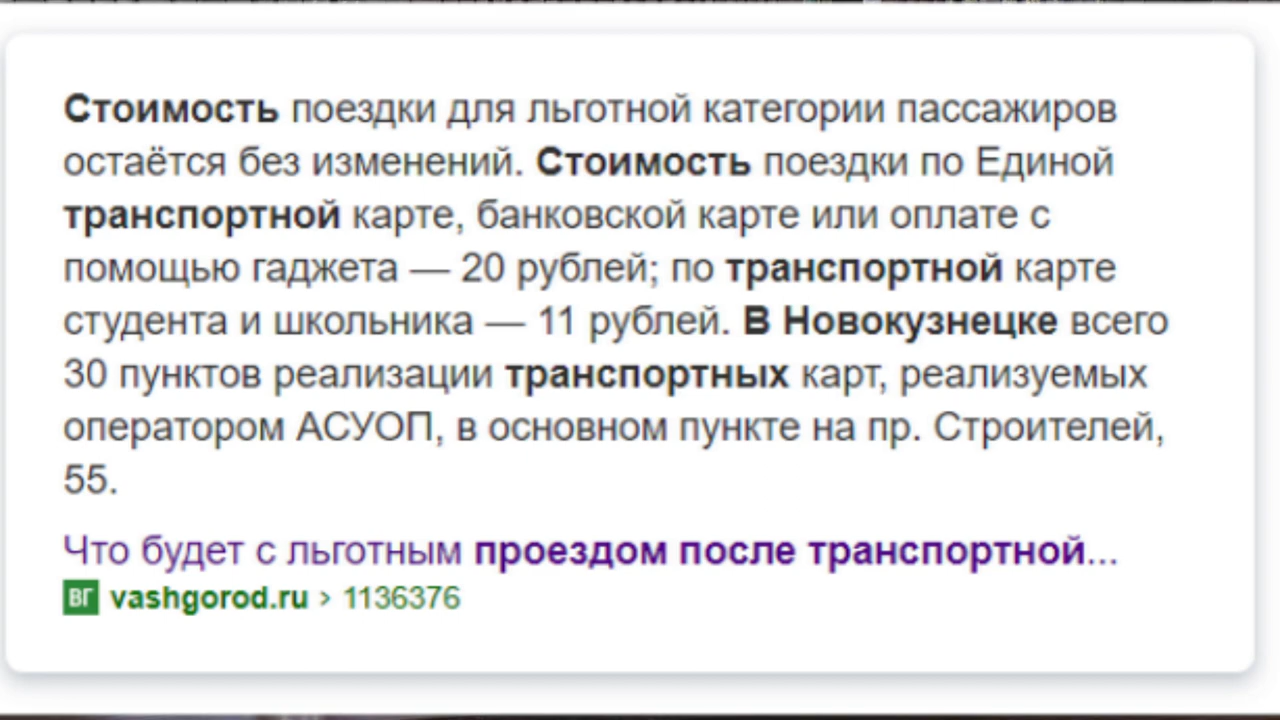 Стоимость поездки для льготной категории пассажиров
остаётся без изменений. Стоимость поездки по Единой
транспортной карте, банковской карте или оплате с
помощью гаджета — 20 рублей; по транспортной карте
студента и школьника — 11 рублей. В Новокузнецке всего
30 пунктов реализации транспортных карт, реализуемых
оператором АСУОП, в основном пункте на пр. Строителей,
55.
Что будет с льготным проездом после транспортной...
ВГ vashgorod.ru › 1136376